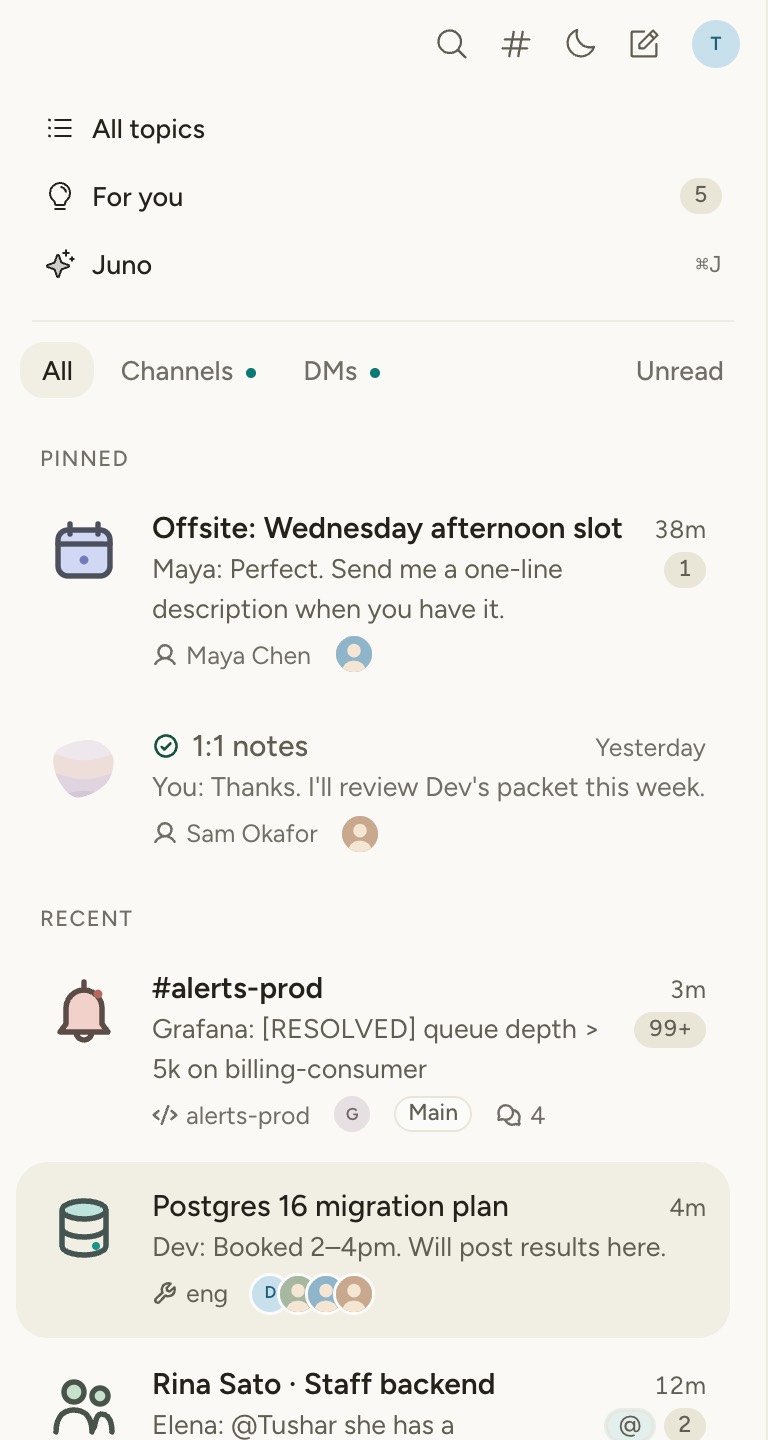 T
All topics
For you 5
Juno ⌘J
All Channels DMs Unread
PINNED
Offsite: Wednesday afternoon slot 38m
Maya: Perfect. Send me a one-line 1
description when you have it.
Maya Chen
1:1 notes Yesterday
You: Thanks. I'll review Dev's packet this week.
Sam Okafor
RECENT
#alerts-prod 3m
Grafana: [RESOLVED] queue depth > 99+
5k on billing-consumer
alerts-prod G Main 4
Postgres 16 migration plan 4m
Dev: Booked 2–4pm. Will post results here.
eng D
Rina Sato · Staff backend 12m
Elena: @Tushar she has a @ 2